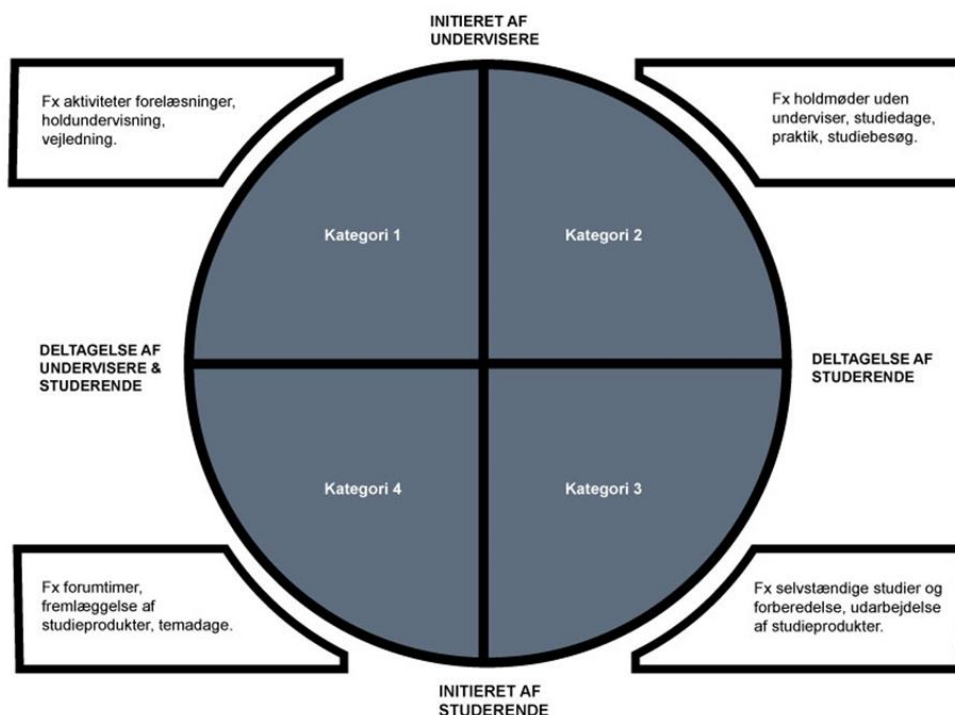 INITIERET AF
UNDERVISERE
Fx aktiviteter forelæsninger,
holdundervisning,
vejledning.
Fx holdmøder uden
underviser, studiedage,
praktik, studiebesøg.
Kategori 1
Kategori 2
DELTAGELSE AF
UNDERVISERE &
STUDERENDE
DELTAGELSE AF
STUDERENDE
Kategori 4
Kategori 3
Fx forumtimer,
fremlæggelse af
studieprodukter, temadage.
Fx selvstændige studier og
forberedelse, udarbejdelse
af studieprodukter.
INITIERET AF
STUDERENDE